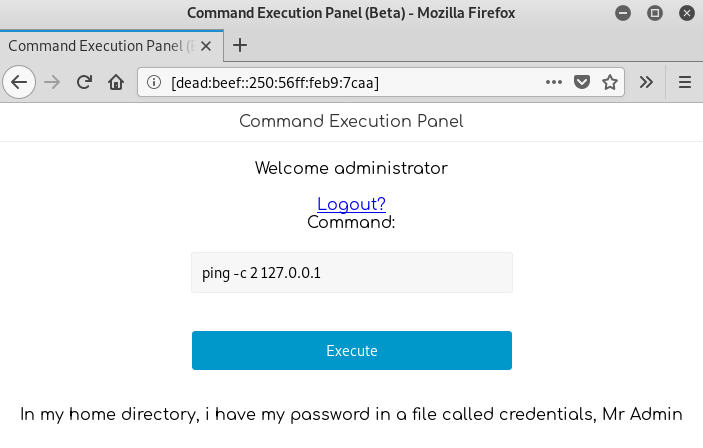 Command Execution Panel (Beta) - Mozilla Firefox
Command Execution Panel (
[dead:beef::250:56ff:feb9:7caa]
Command Execution Panel
Welcome administrator
Logout?
Command:
ping -c 2 127.0.0.1
Execute
In my home directory, i have my password in a file called credentials, Mr Admin